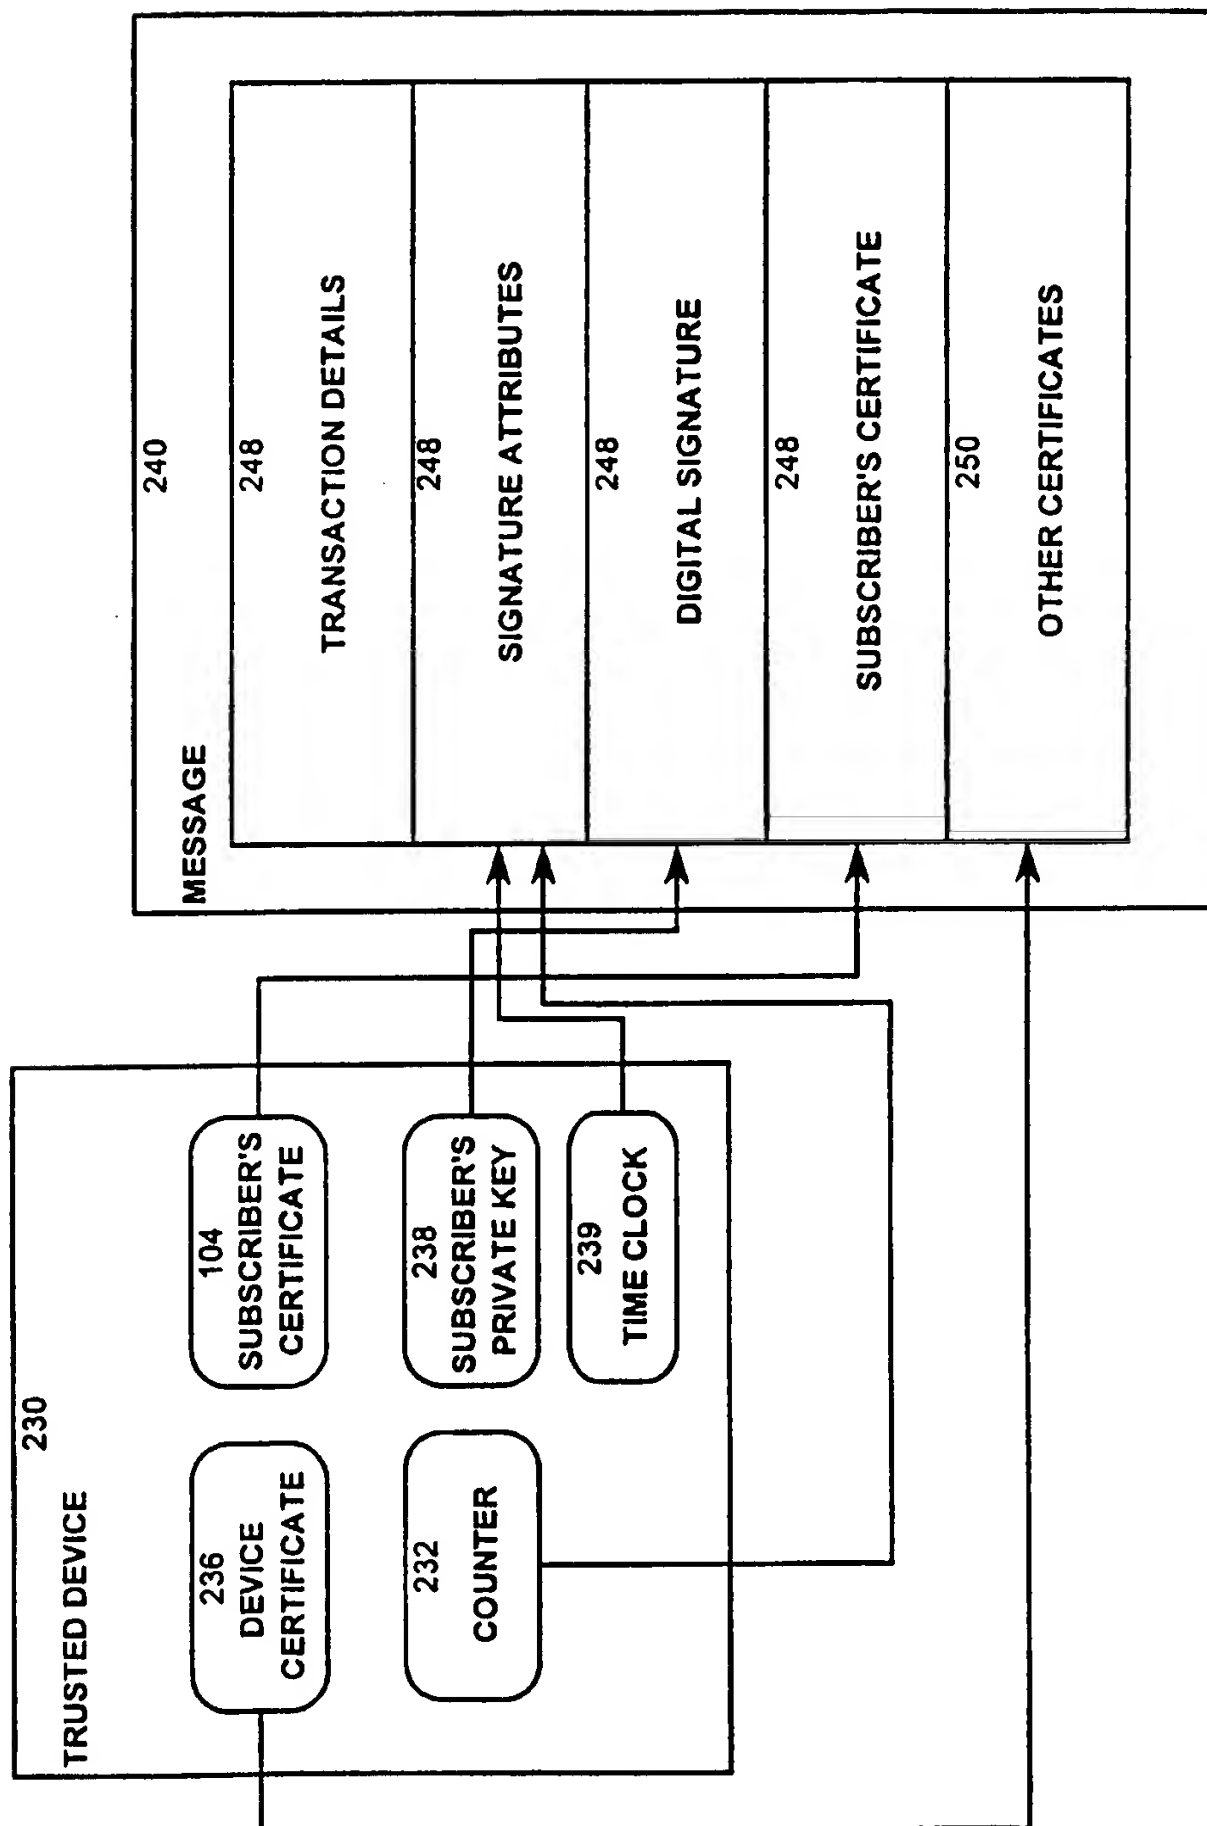 230
TRUSTED DEVICE
236
DEVICE
CERTIFICATE
104
SUBSCRIBER'S
CERTIFICATE
232
COUNTER
238
SUBSCRIBER'S
PRIVATE KEY
239
TIME CLOCK
240
MESSAGE
248
TRANSACTION DETAILS
248
SIGNATURE ATTRIBUTES
248
DIGITAL SIGNATURE
248
SUBSCRIBER'S CERTIFICATE
250
OTHER CERTIFICATES